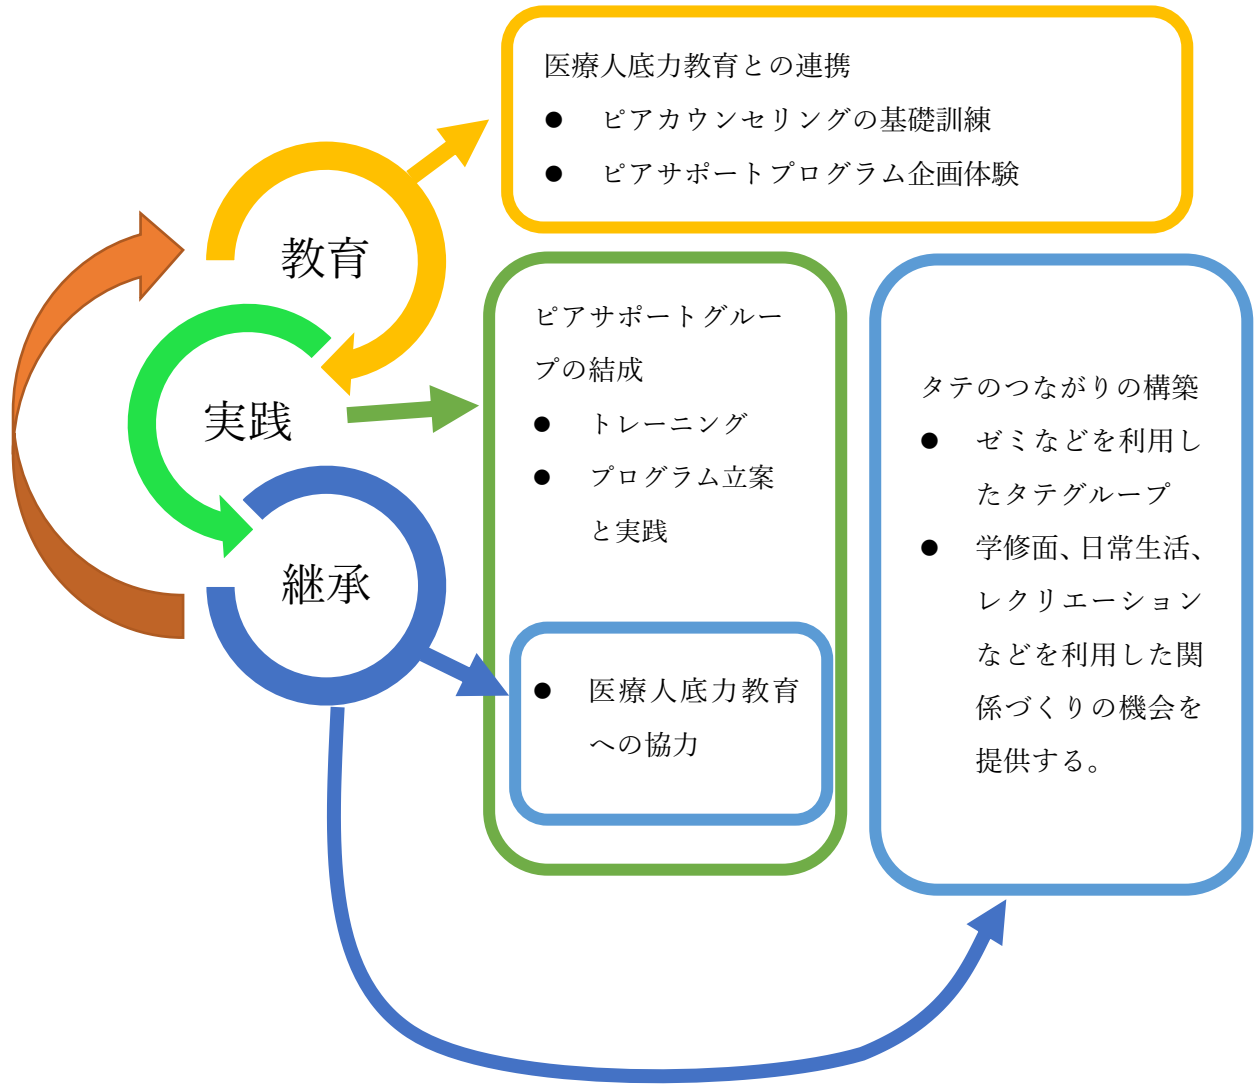 医療人底力教育との連携
● ピアカウンセリングの基礎訓練
● ピアサポートプログラム企画体験
教育
実践
継承
ピアサポートグルー
プの結成
● トレーニング
● プログラム立案
と実践
● 医療人底力教育
への協力
タテのつながりの構築
● ゼミなどを利用し
たタテグループ
● 学修面、日常生活、
レクリエーション
などを利用した関
係づくりの機会を
提供する。